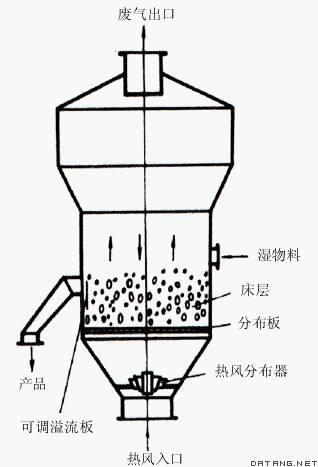 废气出口
湿物料
床层
分布板
热风分布器
产品
可调溢流板
热风入口
DATANG.NET